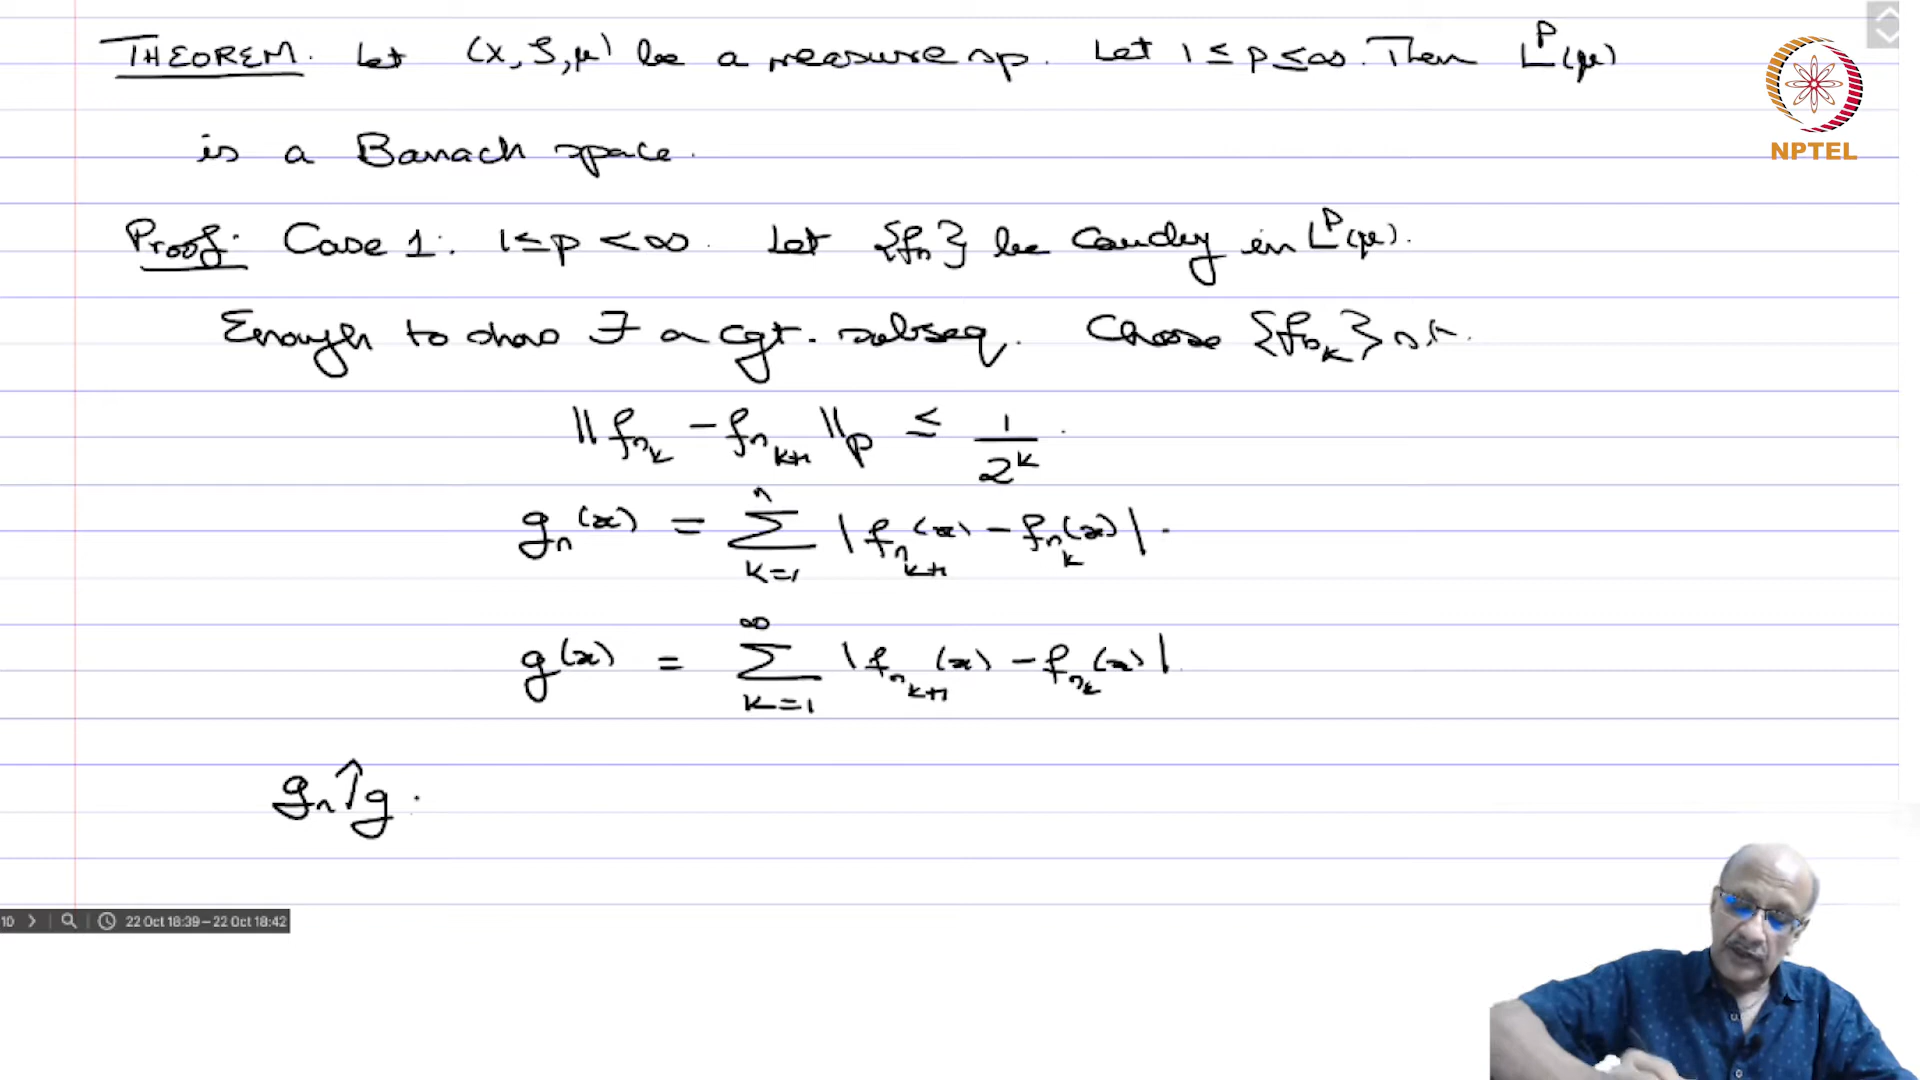 THEOREM. Let (X, S, μ) be a measure sp. Let 1 ≤ p ≤ ∞. Then L^p(μ)
is a Banach space.
Proof: Case 1: 1 ≤ p < ∞. Let {f_n} be Cauchy in L^p(μ).
Enough to show ∃ a cgt. subseq. Choose {f_{n_k}} s.t.
‖f_{n_k} - f_{n_{k+1}}‖_p ≤ 1/2^k.
g_n(x) = \sum_{k=1}^{n} |f_{n_{k+1}}(x) - f_{n_k}(x)|.
g(x) = \sum_{k=1}^{∞} |f_{n_{k+1}}(x) - f_{n_k}(x)|.
g_n ↑ g.
NPTEL
10 22 Oct 18:39 – 22 Oct 18:42